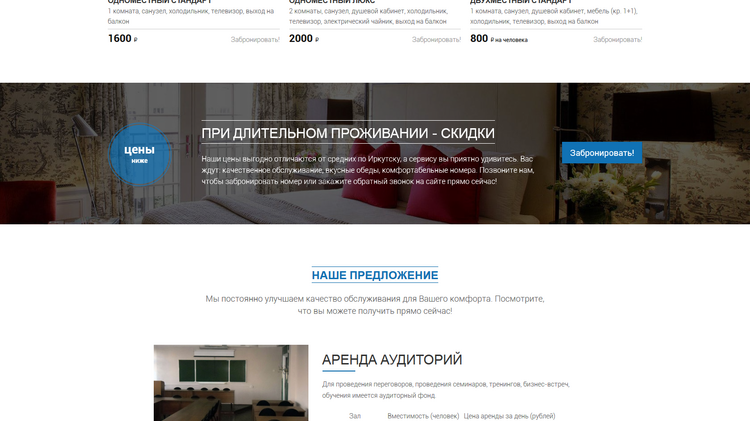 ОДНОМЕСТНЫЙ СТАНДАРТ
ОДНОМЕСТНЫЙ ЛЮКС
ДВУХМЕСТНЫЙ СТАНДАРТ
1 комната, санузел, холодильник, телевизор, выход на
балкон
2 комнаты, санузел, душевой кабинет, холодильник,
телевизор, электрический чайник, выход на балкон
1 комната, санузел, душевой кабинет, мебель (кр. 1+1),
холодильник, телевизор, выход на балкон
1600 ₽
Забронировать!
2000 ₽
Забронировать!
800 ₽ на человека
Забронировать!
цены
ниже
ПРИ ДЛИТЕЛЬНОМ ПРОЖИВАНИИ - СКИДКИ
Наши цены выгодно отличаются от средних по Иркутску, а сервису вы приятно удивитесь. Вас
ждут: качественное обслуживание, вкусные обеды, комфортабельные номера. Позвоните нам,
чтобы забронировать номер или закажите обратный звонок на сайте прямо сейчас!
Забронировать!
НАШЕ ПРЕДЛОЖЕНИЕ
Мы постоянно улучшаем качество обслуживания для Вашего комфорта. Посмотрите,
что вы можете получить прямо сейчас!
АРЕНДА АУДИТОРИЙ
Для проведения переговоров, проведения семинаров, тренингов, бизнес-встреч,
обучения имеется аудиторный фонд.
Зал Вместимость (человек) Цена аренды за день (рублей)